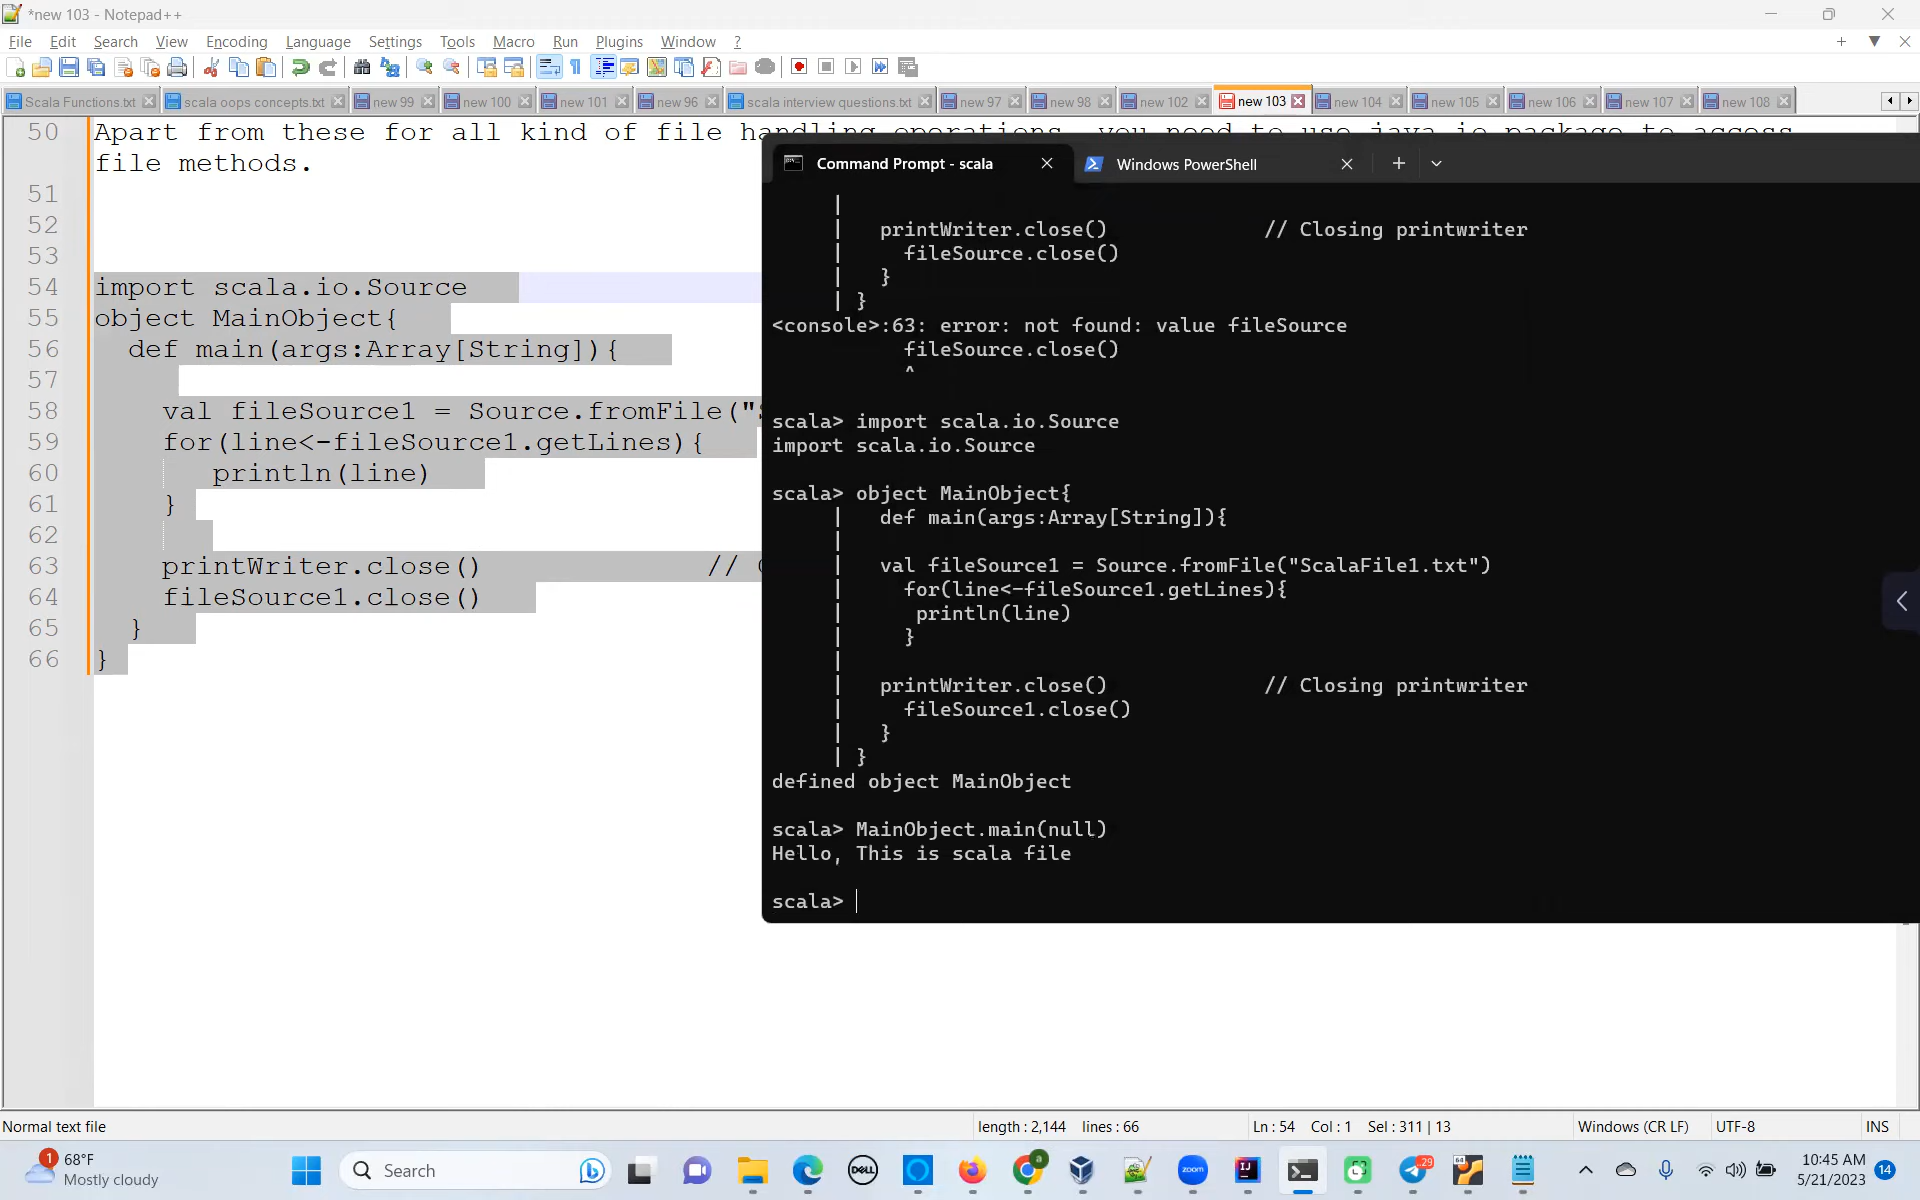 *new 103 - Notepad++
File Edit Search View Encoding Language Settings Tools Macro Run Plugins Window ?
Scala Functions.txt scala oops concepts.txt new 99 new 100 new 101 new 96 scala interview questions.txt new 97 new 98 new 102 new 103 new 104 new 105 new 106 new 107 new 108
50 Apart from these for all kind of file handling operations, you need to use java.io package to access
file methods.
51
52
53
54 import scala.io.Source
55 object MainObject{
56 def main(args:Array[String]){
57
58 val fileSource1 = Source.fromFile("
59 for(line<-fileSource1.getLines){
60 println(line)
61 }
62
63 printWriter.close() //
64 fileSource1.close()
65 }
66 }
Command Prompt - scala
Windows PowerShell
|
| printWriter.close() // Closing printwriter
| fileSource.close()
| }
| }
<console>:63: error: not found: value fileSource
fileSource.close()
^
scala> import scala.io.Source
import scala.io.Source
scala> object MainObject{
| def main(args:Array[String]){
|
| val fileSource1 = Source.fromFile("ScalaFile1.txt")
| for(line<-fileSource1.getLines){
| println(line)
| }
|
| printWriter.close() // Closing printwriter
| fileSource1.close()
| }
| }
defined object MainObject
scala> MainObject.main(null)
Hello, This is scala file
scala>
Normal text file length : 2,144 lines : 66 Ln : 54 Col : 1 Sel : 311 | 13 Windows (CR LF) UTF-8 INS
1
68°F
Mostly cloudy
Search
DELL
zoom
IJ
29
64
10:45 AM
5/21/2023
14